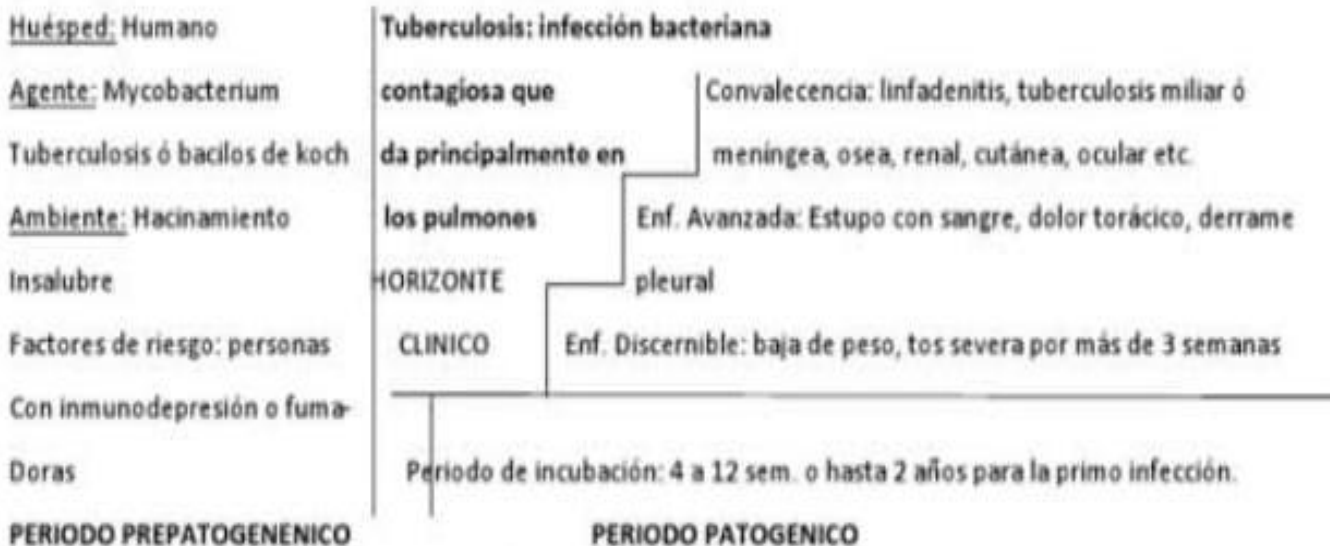 Huésped: Humano
Agente: Mycobacterium
Tuberculosis ó bacilos de koch
Ambiente: Hacinamiento
Insalubre
Factores de riesgo: personas
Con inmunodepresión o fuma-
Doras
PERIODO PREPATOGENENICO
Tuberculosis: infección bacteriana
contagiosa que
da principalmente en
los pulmones
HORIZONTE
CLINICO
Convalecencia: linfadenitis, tuberculosis miliar ó
meníngea, osea, renal, cutánea, ocular etc.
Enf. Avanzada: Estupo con sangre, dolor torácico, derrame
pleural
Enf. Discernible: baja de peso, tos severa por más de 3 semanas
Periodo de incubación: 4 a 12 sem. o hasta 2 años para la primo infección.
PERIODO PATOGENICO